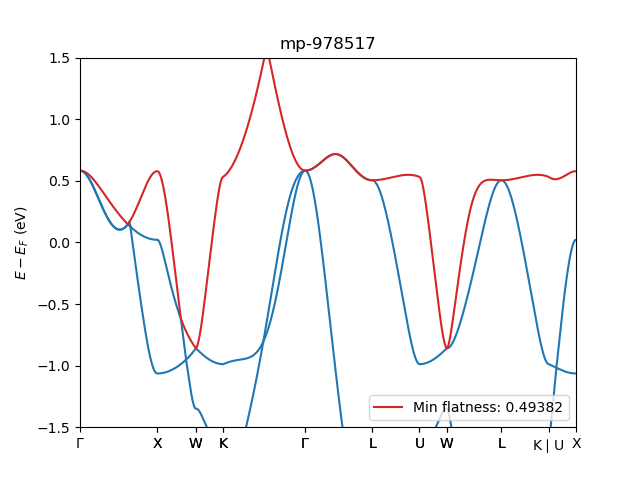 mp-978517
E − E_F (eV)
1.5
1.0
0.5
0.0
−0.5
−1.0
−1.5
Min flatness: 0.49382
Γ X W K Γ L U W L K | U X